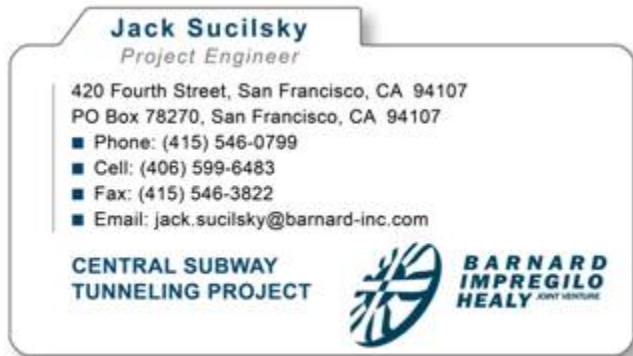 Jack Sucilsky
Project Engineer
420 Fourth Street, San Francisco, CA 94107
PO Box 78270, San Francisco, CA 94107
Phone: (415) 546-0799
Cell: (406) 599-6483
Fax: (415) 546-3822
Email: jack.sucilsky@barnard-inc.com
CENTRAL SUBWAY
TUNNELING PROJECT
BARNARD
IMPREGILO
HEALY JOINT VENTURE